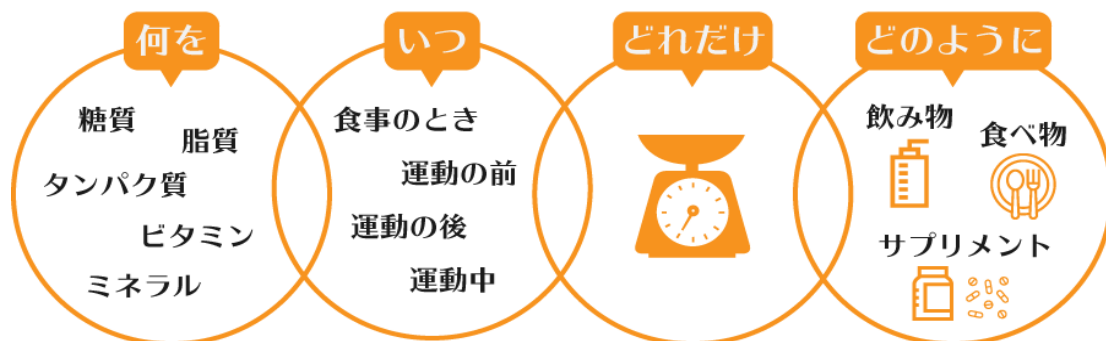 何を
糖質
脂質
タンパク質
ビタミン
ミネラル
いつ
食事のとき
運動の前
運動の後
運動中
どれだけ
どのように
飲み物
食べ物
サプリメント